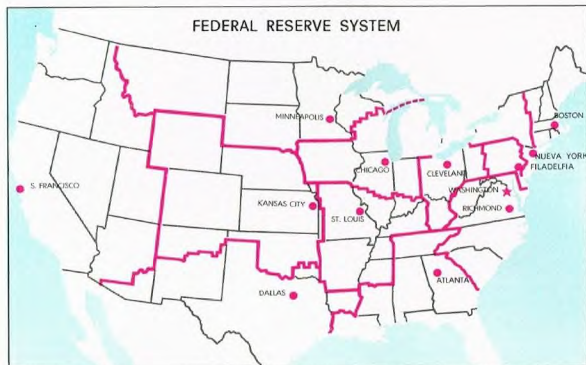 FEDERAL RESERVE SYSTEM
MINNEAPOLIS
BOSTON
CHICAGO
CLEVELAND
NUEVA YORK
FILADELFIA
S. FRANCISCO
KANSAS CITY
ST. LOUIS
WASHINGTON
RICHMOND
DALLAS
ATLANTA